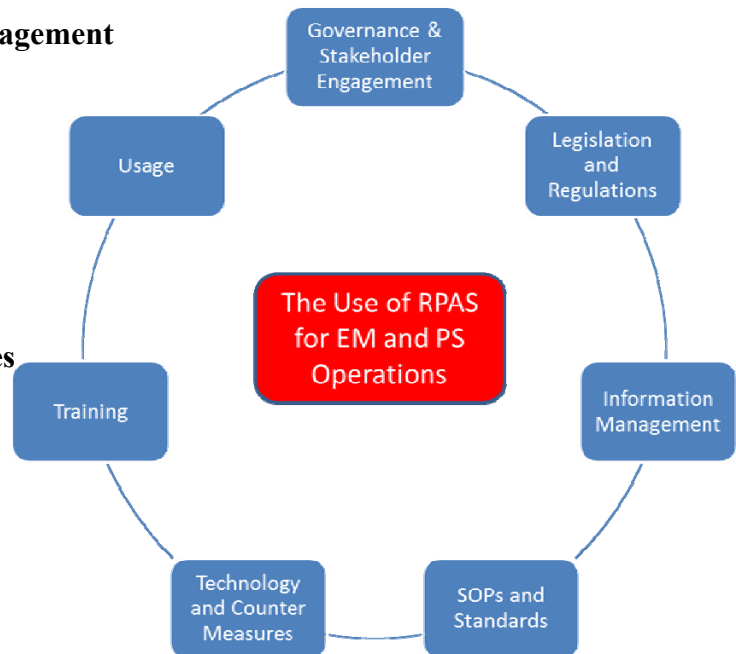 agement
Governance &
Stakeholder
Engagement
Legislation
and
Regulations
Usage
The Use of RPAS
for EM and PS
Operations
es
Training
Information
Management
Technology
and Counter
Measures
SOPs and
Standards